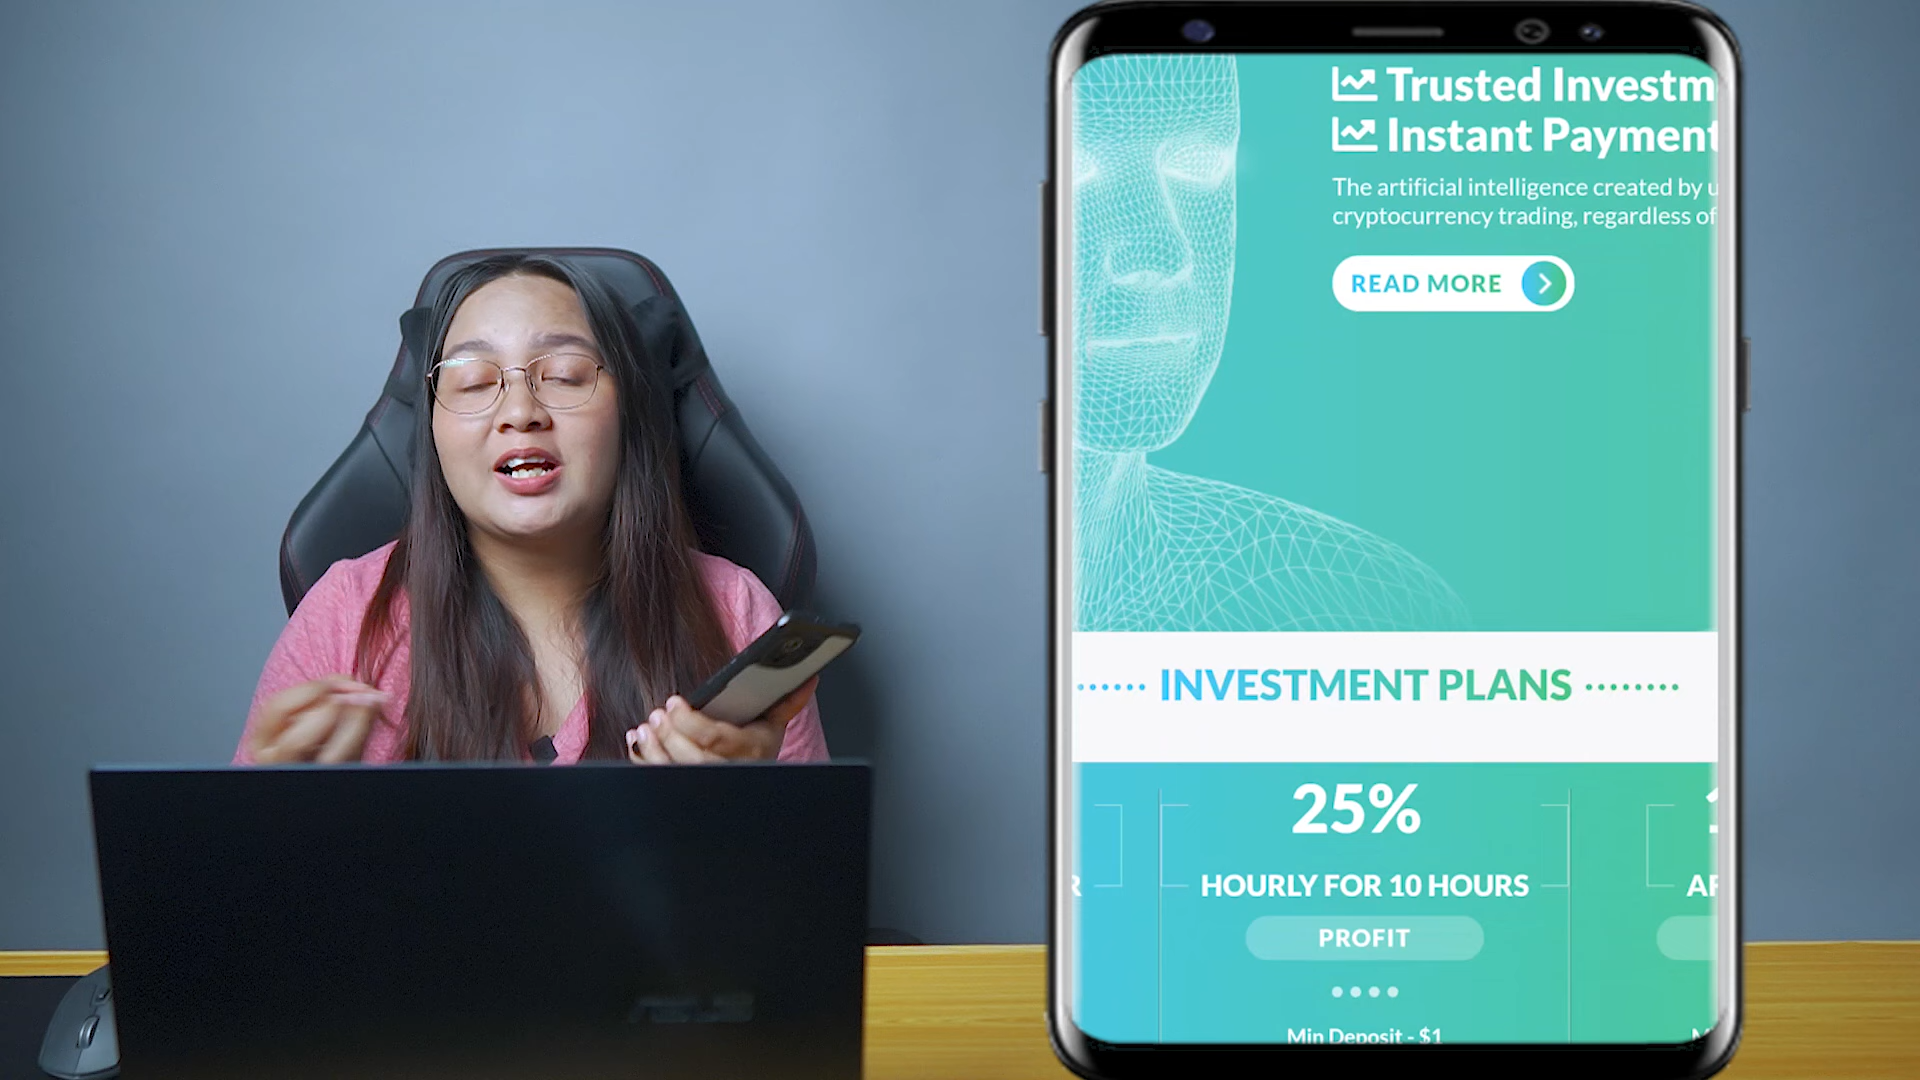 Trusted Investm
Instant Payment
The artificial intelligence created by u
cryptocurrency trading, regardless of
READ MORE
INVESTMENT PLANS
25%
HOURLY FOR 10 HOURS
PROFIT
Min Deposit - $1